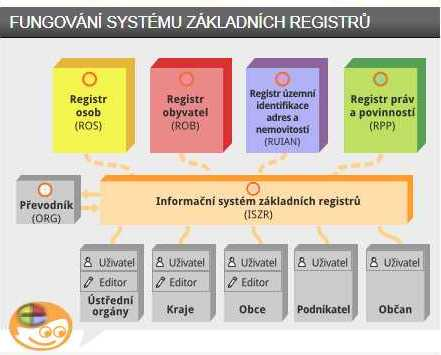 FUNGOVÁNÍ SYSTÉMU ZÁKLADNÍCH REGISTRŮ
Registr
osob
(ROS)
Registr
obyvatel
(ROB)
Registr územní
identifikace
adres a
nemovitostí
(RUIAN)
Registr práv
a povinností
(RPP)
Převodník
(ORG)
Informační systém základních registrů
(ISZR)
Uživatel
Editor
Ústřední
orgány
Uživatel
Editor
Kraje
Uživatel
Editor
Obce
Uživatel
Podnikatel
Uživatel
Občan